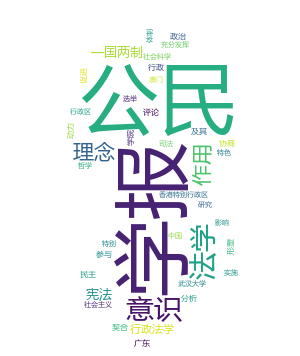 政治
充分发挥
一国两制
社会科学
行政
澳门
公民
选举
评论
行政区
及其
理念
作用
协商
特色
司法
哲学
学报
香港特别行政区
研究
影响
法学
中国
特别
参与
民主
实施
武汉大学
宪法
社会主义
分析
意识
契合
行政法学
广东